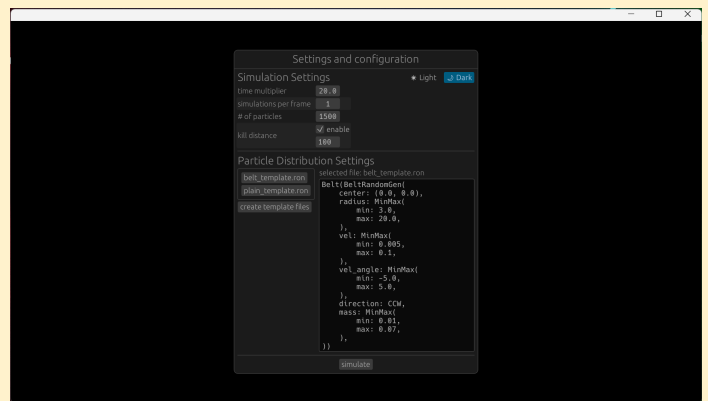 Settings and configuration
Simulation Settings
Light
Dark
time multiplier 20.0
simulations per frame 1
# of particles 1500
kill distance
enable
100
Particle Distribution Settings
belt_template.ron
plain_template.ron
create template files
selected file: belt_template.ron
Belt(BeltRandomGen(
    center: (0.0, 0.0),
    radius: MinMax(
        min: 3.0,
        max: 20.0,
    ),
    vel: MinMax(
        min: 0.005,
        max: 0.1,
    ),
    vel_angle: MinMax(
        min: -5.0,
        max: 5.0,
    ),
    direction: CCW,
    mass: MinMax(
        min: 0.01,
        max: 0.07,
    ),
))
simulate